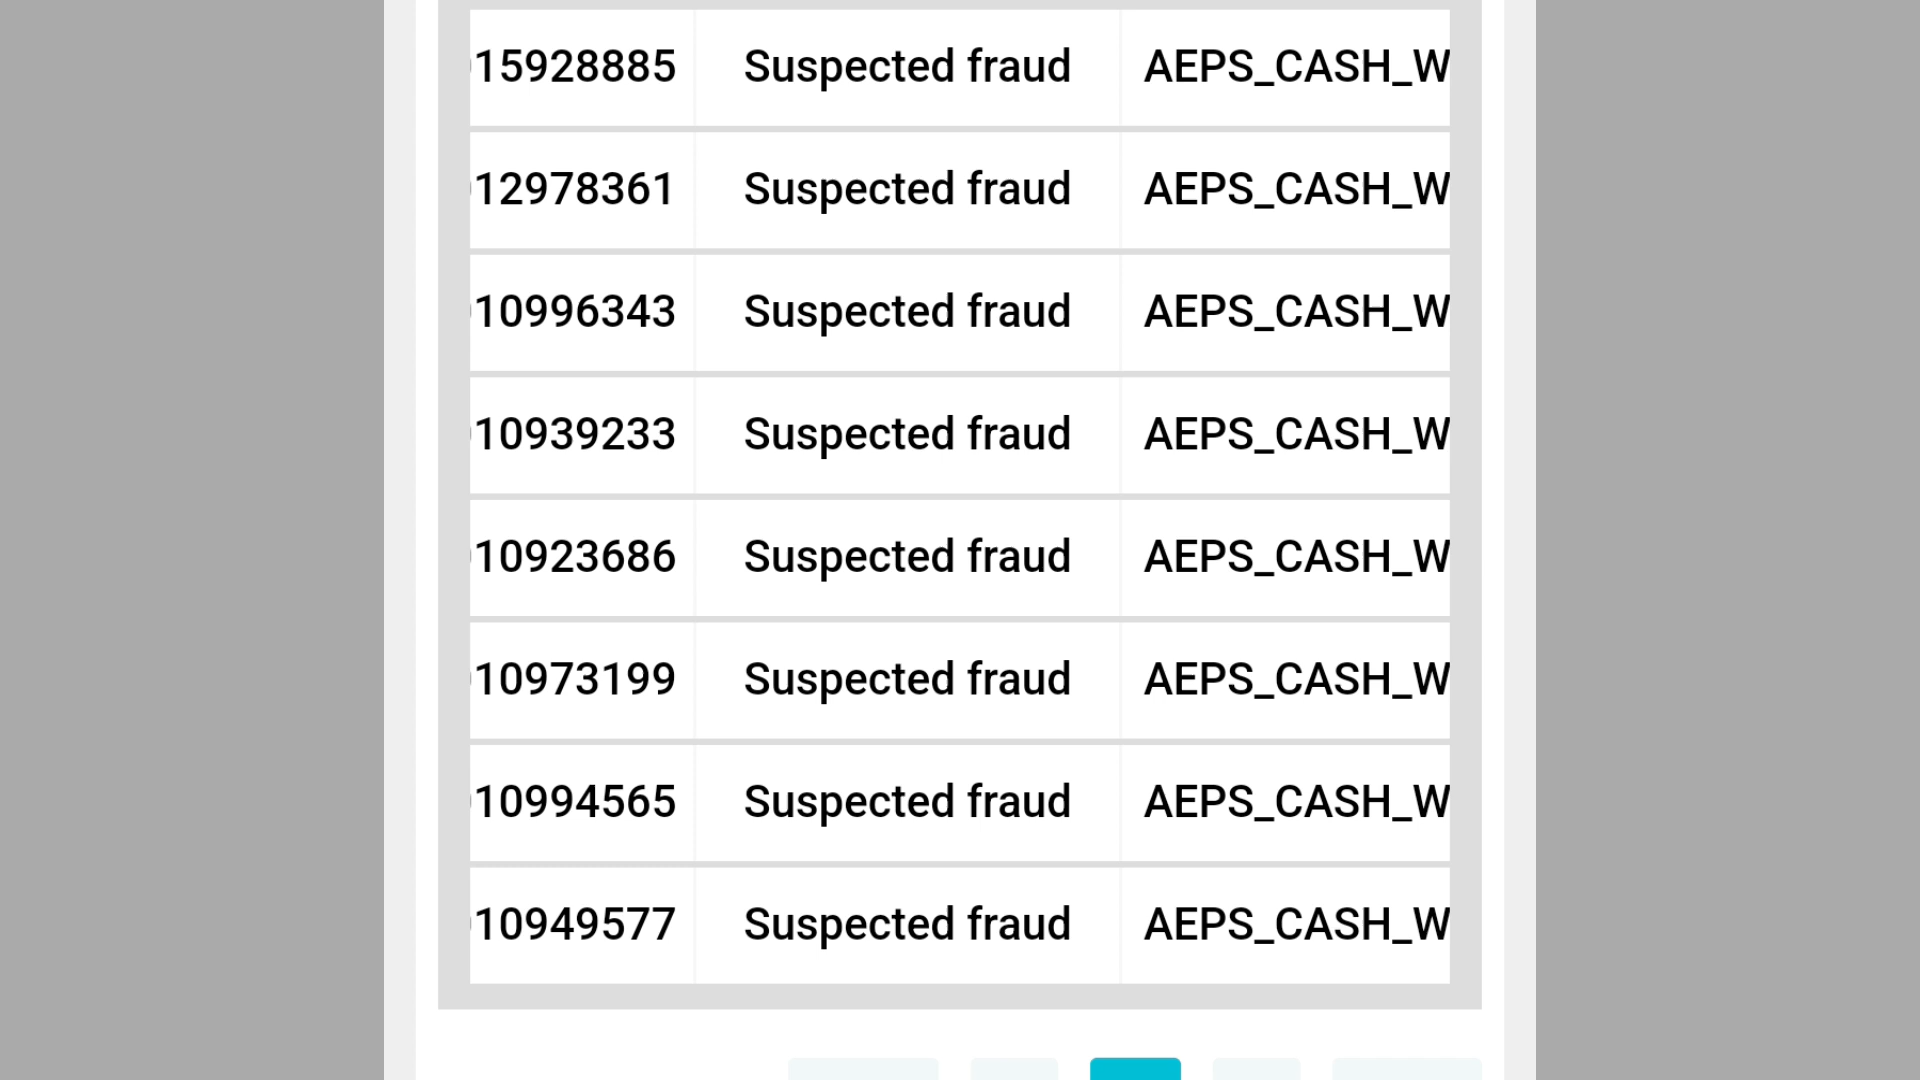 15928885 Suspected fraud AEPS_CASH_W
12978361 Suspected fraud AEPS_CASH_W
10996343 Suspected fraud AEPS_CASH_W
10939233 Suspected fraud AEPS_CASH_W
10923686 Suspected fraud AEPS_CASH_W
10973199 Suspected fraud AEPS_CASH_W
10994565 Suspected fraud AEPS_CASH_W
10949577 Suspected fraud AEPS_CASH_W